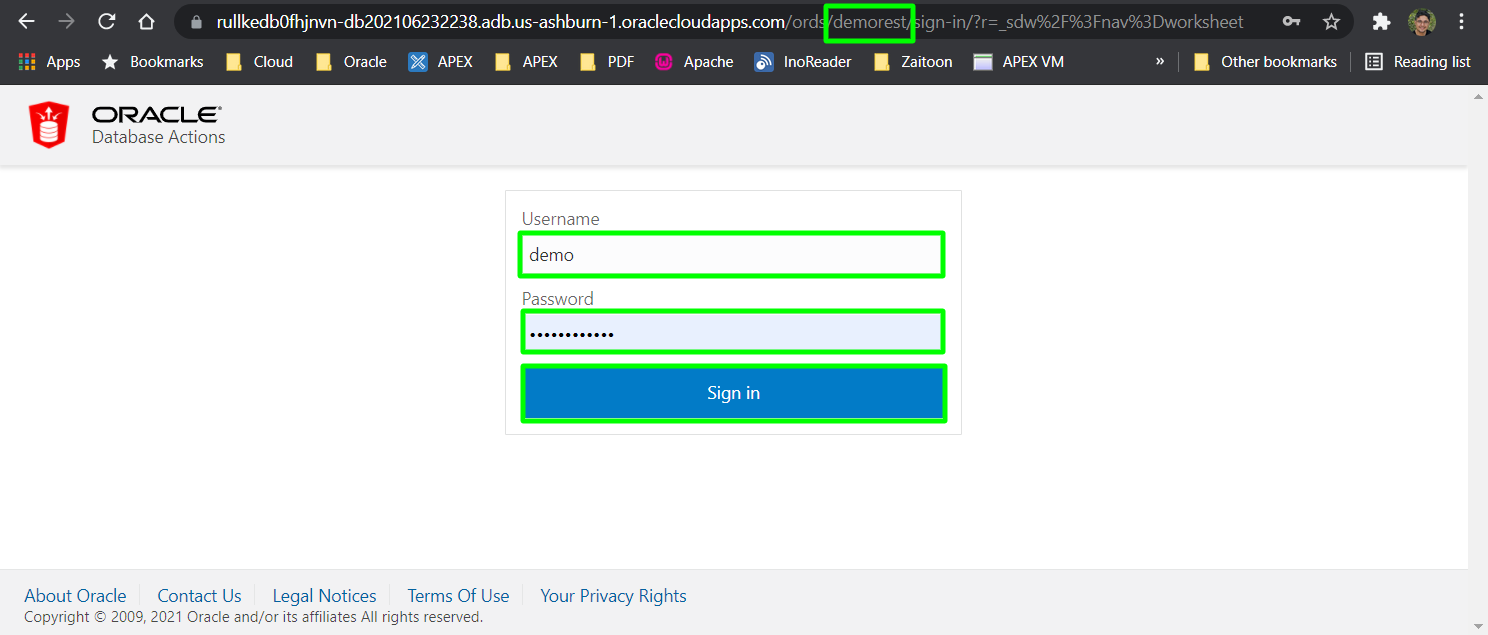 rullkedb0fhjnvn-db202106232238.adb.us-ashburn-1.oraclecloudapps.com/ords/demorest/sign-in/?r=_sdw%2F%3Fnav%3Dworksheet
Apps Bookmarks Cloud Oracle APEX APEX PDF Apache InoReader Zaitoon APEX VM » Other bookmarks Reading list
ORACLE®
Database Actions
Username
demo
Password
Sign in
About Oracle Contact Us Legal Notices Terms Of Use Your Privacy Rights
Copyright © 2009, 2021 Oracle and/or its affiliates All rights reserved.